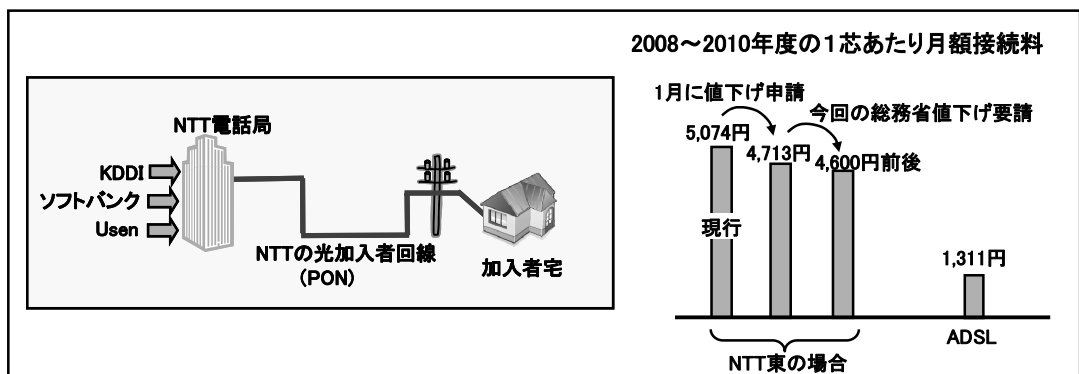 2008～2010年度の１芯あたり月額接続料
NTT電話局
KDDI
ソフトバンク
Usen
NTTの光加入者回線
(PON)
加入者宅
1月に値下げ申請
今回の総務省値下げ要請
5,074円
4,713円
4,600円前後
現行
1,311円
ADSL
NTT東の場合